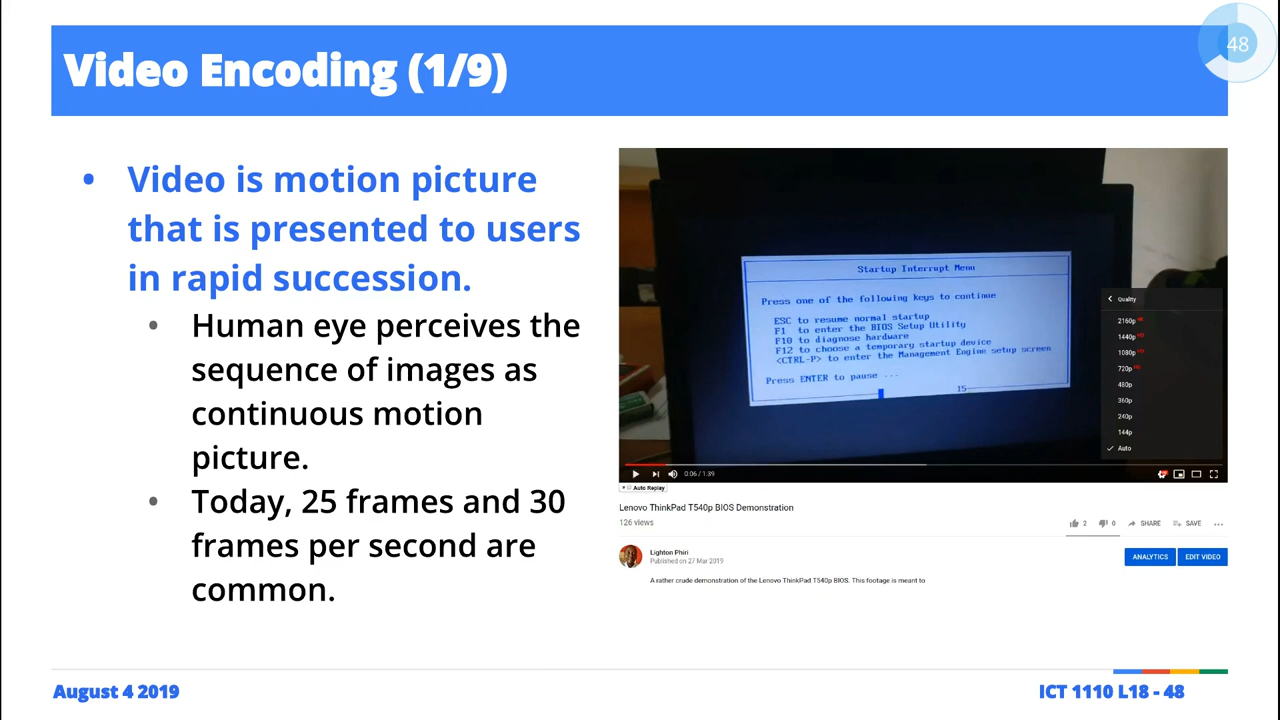 48
Video Encoding (1/9)
• Video is motion picture
that is presented to users
in rapid succession.
• Human eye perceives the
sequence of images as
continuous motion
picture.
• Today, 25 frames and 30
frames per second are
common.
Startup Interrupt Menu
Press one of the following keys to continue
ESC to resume normal startup
F1 to enter the BIOS Setup Utility
F10 to diagnose hardware
F12 to choose a temporary startup device
<CTRL-P> to enter the Management Engine setup screen
Press ENTER to pause ...
15
Quality
2160p 4K
1440p HD
1080p HD
720p HD
480p
360p
240p
144p
Auto
0:06 / 1:39
Auto Replay
Lenovo ThinkPad T540p BIOS Demonstration
126 views
2
0
SHARE
SAVE
Lighton Phiri
Published on 27 Mar 2019
ANALYTICS
EDIT VIDEO
A rather crude demonstration of the Lenovo ThinkPad T540p BIOS. This footage is meant to
August 4 2019
ICT 1110 L18 - 48